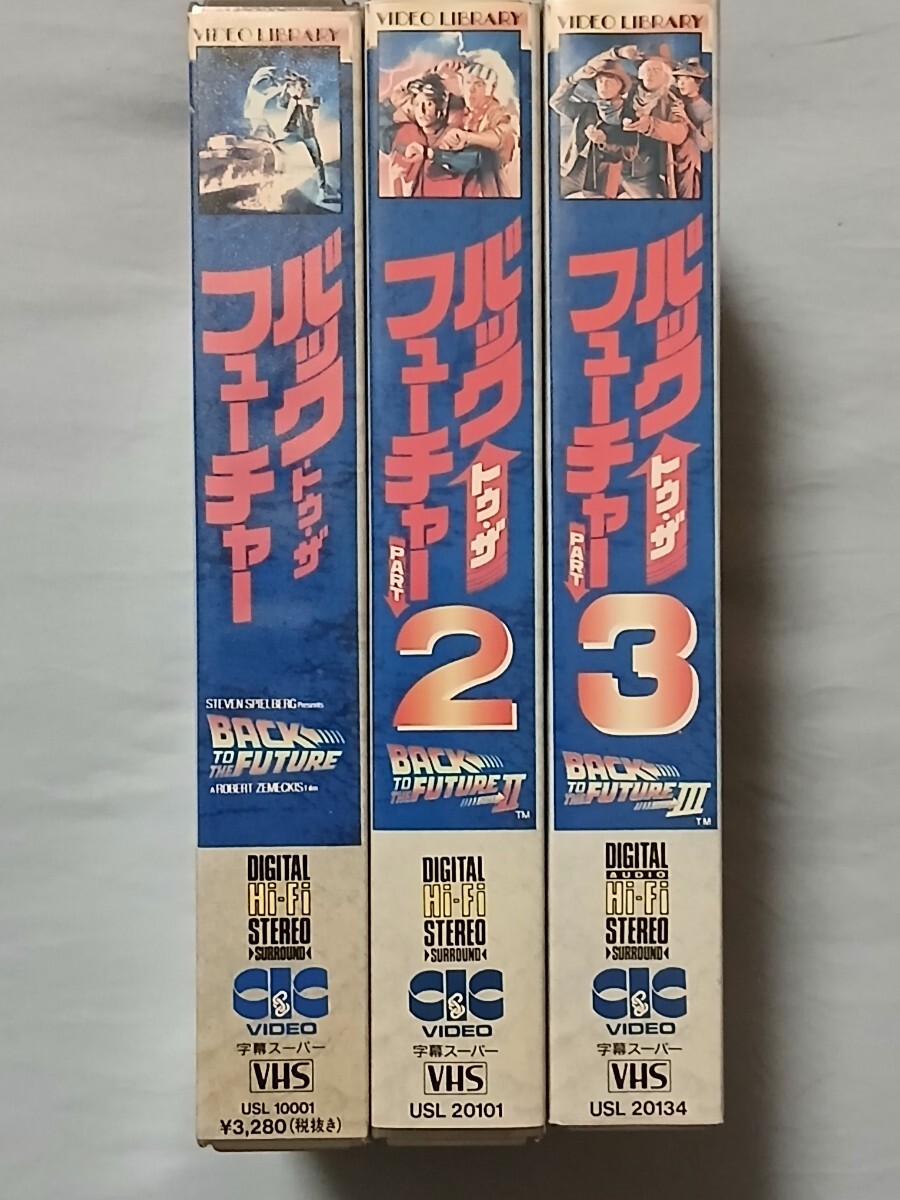 VIDEO LIBRARY
バック・トゥ・ザ
フューチャー
STEVEN SPIELBERG Presents
BACK
TO
THE FUTURE
A ROBERT ZEMECKIS Film
DIGITAL
Hi-Fi
STEREO
SURROUND
CIC
VIDEO
字幕スーパー
VHS
USL 10001
¥3,280(税抜き)
VIDEO LIBRARY
バック
トゥ・ザ
フューチャー
PART
2
BACK
TO
THE FUTURE II
TM
DIGITAL
Hi-Fi
STEREO
SURROUND
CIC
VIDEO
字幕スーパー
VHS
USL 20101
VIDEO LIBRARY
バック
トゥ・ザ
フューチャー
PART
3
BACK
TO
THE FUTURE III
TM
DIGITAL
AUDIO
Hi-Fi
STEREO
SURROUND
CIC
VIDEO
字幕スーパー
VHS
USL 20134